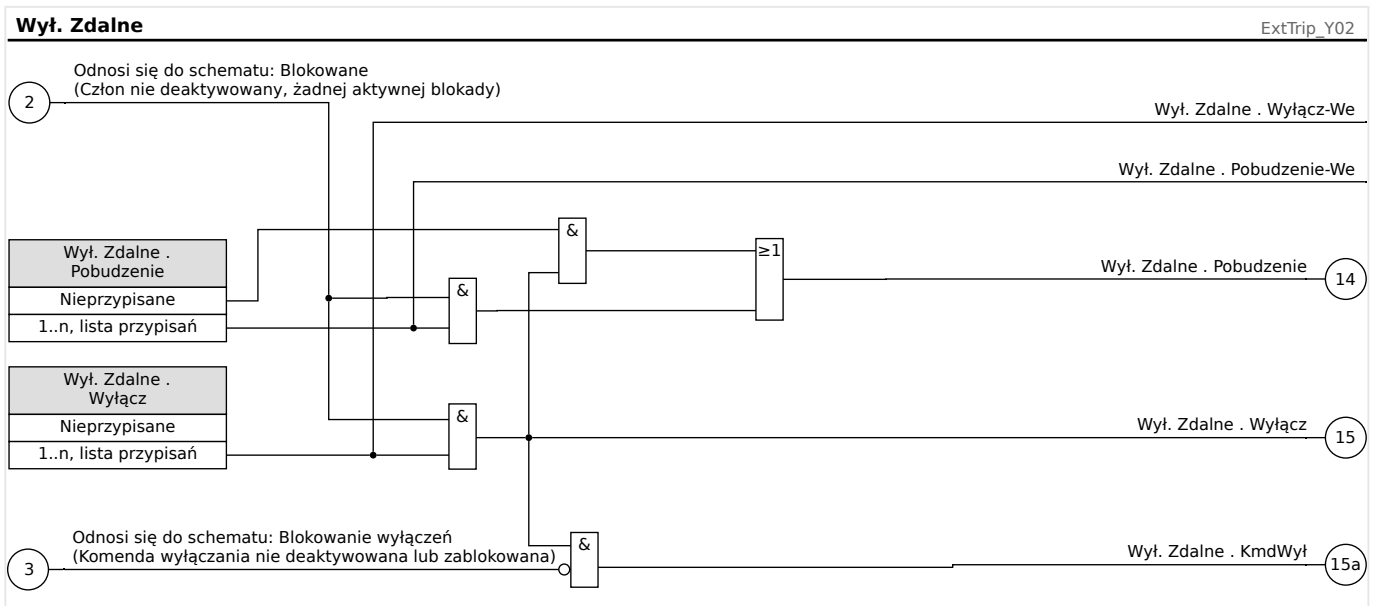 Wył. Zdalne
ExtTrip_Y02
Odnosi się do schematu: Blokowane
(Człon nie deaktywowany, żadnej aktywnej blokady)
2
Wył. Zdalne . Wyłącz-We
Wył. Zdalne . Pobudzenie-We
&
Wył. Zdalne .
Pobudzenie
≥1
Wył. Zdalne . Pobudzenie
14
Nieprzypisane
&
1..n, lista przypisań
Wył. Zdalne .
Wyłącz
&
Nieprzypisane
Wył. Zdalne . Wyłącz
15
1..n, lista przypisań
Odnosi się do schematu: Blokowanie wyłączeń
(Komenda wyłączania nie deaktywowana lub zablokowana)
3
&
Wył. Zdalne . KmdWył
15a